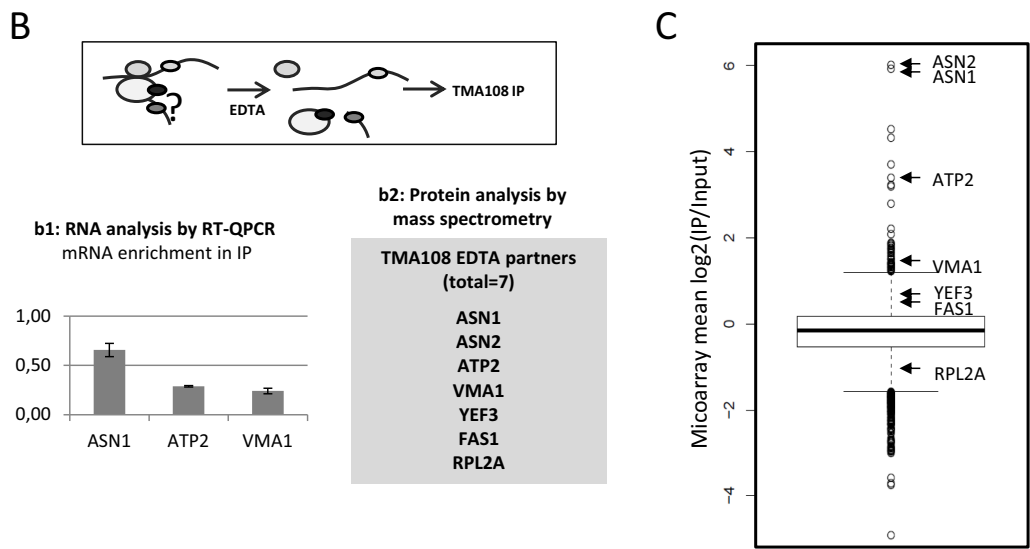 B
?
EDTA
TMA108 IP
b1: RNA analysis by RT-QPCR
mRNA enrichment in IP
1,00
0,50
0,00
ASN1 ATP2 VMA1
b2: Protein analysis by
mass spectrometry
TMA108 EDTA partners
(total=7)
ASN1
ASN2
ATP2
VMA1
YEF3
FAS1
RPL2A
C
Micoarray mean log2(IP/Input)
6
4
2
0
−2
−4
ASN2
ASN1
ATP2
VMA1
YEF3
FAS1
RPL2A